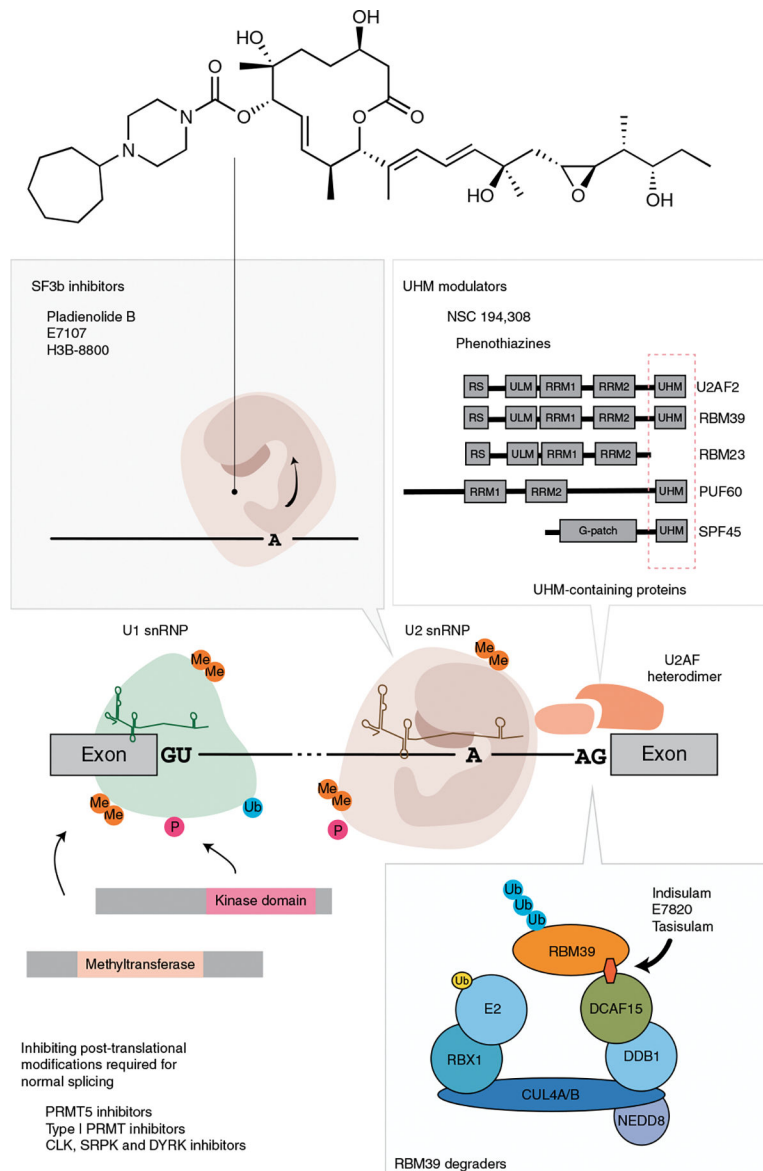 OH
HO
O
O
O
O
N
N
HO
O
OH
SF3b inhibitors
Pladienolide B
E7107
H3B-8800
A
UHM modulators
NSC 194,308
Phenothiazines
RS ULM RRM1 RRM2 UHM U2AF2
RS ULM RRM1 RRM2 UHM RBM39
RS ULM RRM1 RRM2 RBM23
RRM1 RRM2 UHM PUF60
G-patch UHM SPF45
UHM-containing proteins
U1 snRNP
Me
Me
U2 snRNP
Me
Me
U2AF
heterodimer
Exon GU A AG Exon
Me
Me
P
Ub
Me
Me
P
Kinase domain
Methyltransferase
Inhibiting post-translational
modifications required for
normal splicing
PRMT5 inhibitors
Type I PRMT inhibitors
CLK, SRPK and DYRK inhibitors
Ub
Ub
Ub
Indisulam
E7820
Tasisulam
RBM39
Ub
E2
DCAF15
RBX1
DDB1
CUL4A/B
NEDD8
RBM39 degraders